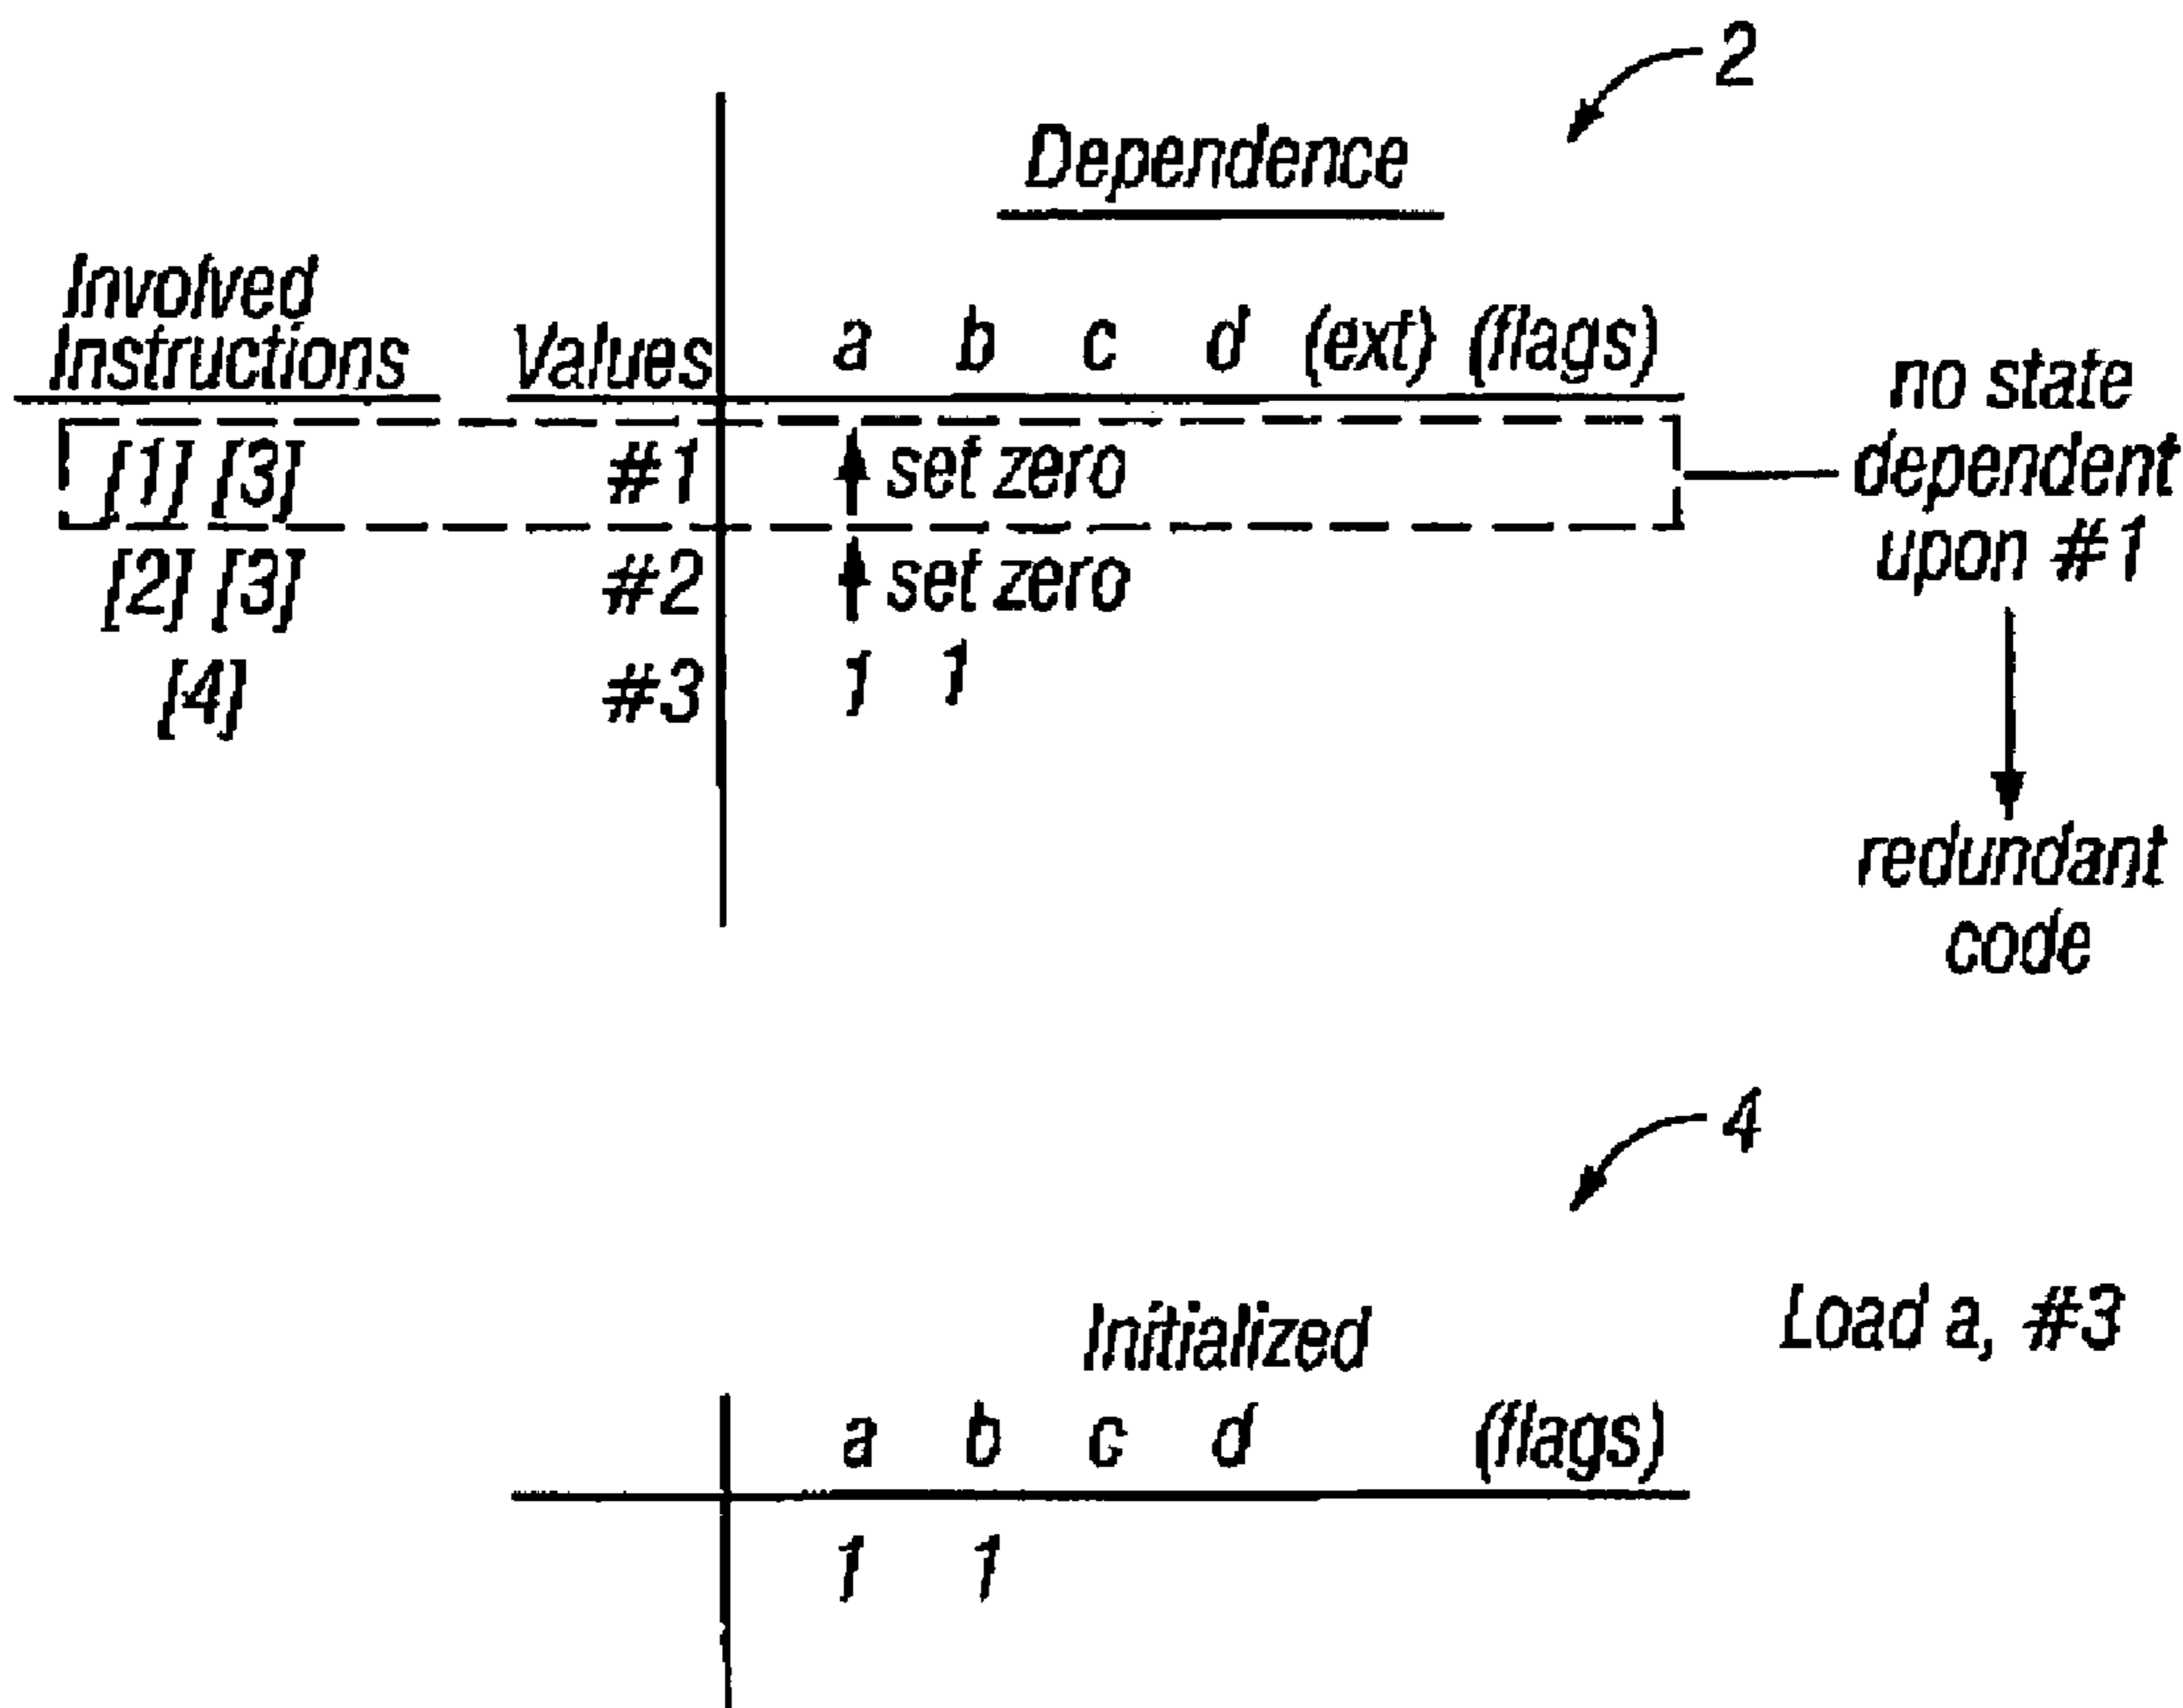 2
Dependence
Involved
Instructions Values a b c d (ext) (flags)
[1] [3] #1 set zero
[2] [3] #2 set zero
[4] #3 1 1
no state
dependent
upon #1
redundant
code
4
Initialized
Load a, #3
a b c d (flags)
1 1